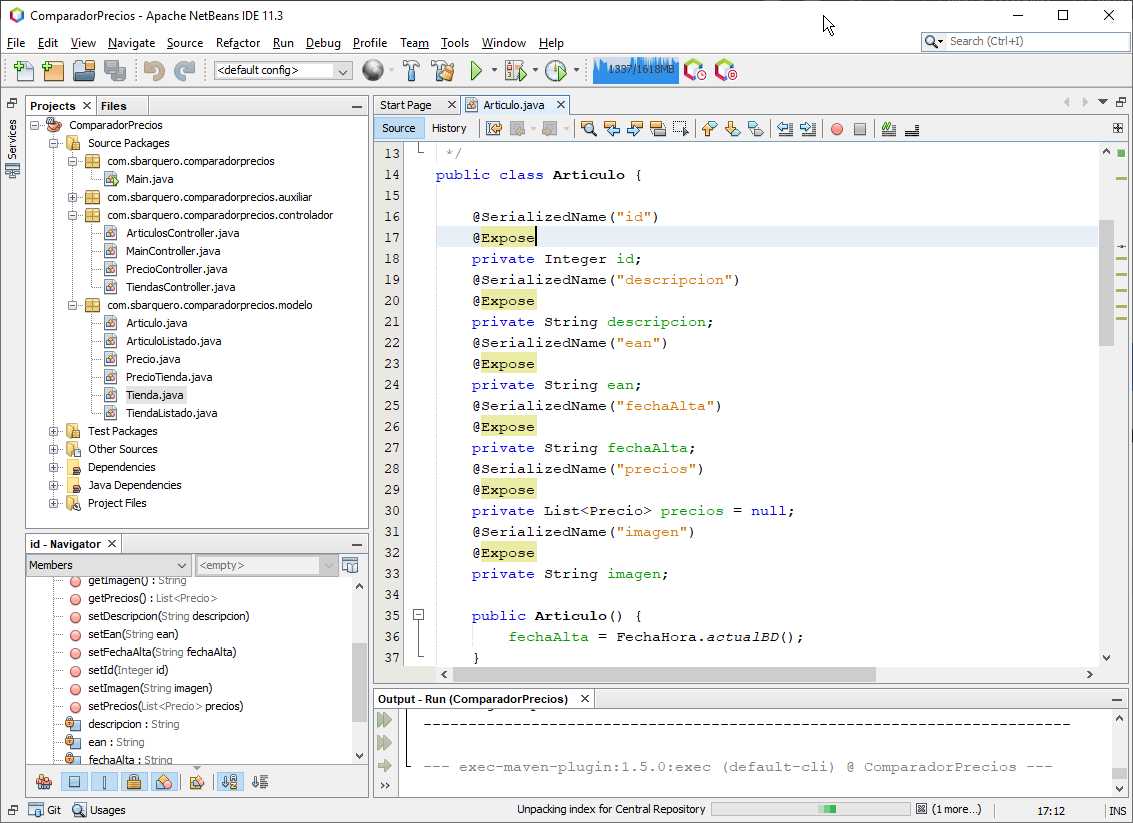 ComparadorPrecios - Apache NetBeans IDE 11.3
File Edit View Navigate Source Refactor Run Debug Profile Team Tools Window Help
Search (Ctrl+I)
<default config>
1337/1618MB
Services
Projects Files
ComparadorPrecios
Source Packages
com.sbarquero.comparadorprecios
Main.java
com.sbarquero.comparadorprecios.auxiliar
com.sbarquero.comparadorprecios.controlador
ArticulosController.java
MainController.java
PrecioController.java
TiendasController.java
com.sbarquero.comparadorprecios.modelo
Articulo.java
ArticuloListado.java
Precio.java
PrecioTienda.java
Tienda.java
TiendaListado.java
Test Packages
Other Sources
Dependencies
Java Dependencies
Project Files
id - Navigator
Members <empty>
getImagen() : String
getPrecios() : List<Precio>
setDescripcion(String descripcion)
setEan(String ean)
setFechaAlta(String fechaAlta)
setId(Integer id)
setImagen(String imagen)
setPrecios(List<Precio> precios)
descripcion : String
ean : String
fechaAlta : String
Start Page Articulo.java
Source History
13 */
14 public class Articulo {
15
16 @SerializedName("id")
17 @Expose
18 private Integer id;
19 @SerializedName("descripcion")
20 @Expose
21 private String descripcion;
22 @SerializedName("ean")
23 @Expose
24 private String ean;
25 @SerializedName("fechaAlta")
26 @Expose
27 private String fechaAlta;
28 @SerializedName("precios")
29 @Expose
30 private List<Precio> precios = null;
31 @SerializedName("imagen")
32 @Expose
33 private String imagen;
34
35 public Articulo() {
36 fechaAlta = FechaHora.actualBD();
37 }
Output - Run (ComparadorPrecios)
------------------------------------------------------------------------
--- exec-maven-plugin:1.5.0:exec (default-cli) @ ComparadorPrecios ---
Git Usages
Unpacking index for Central Repository (1 more...) 17:12 INS